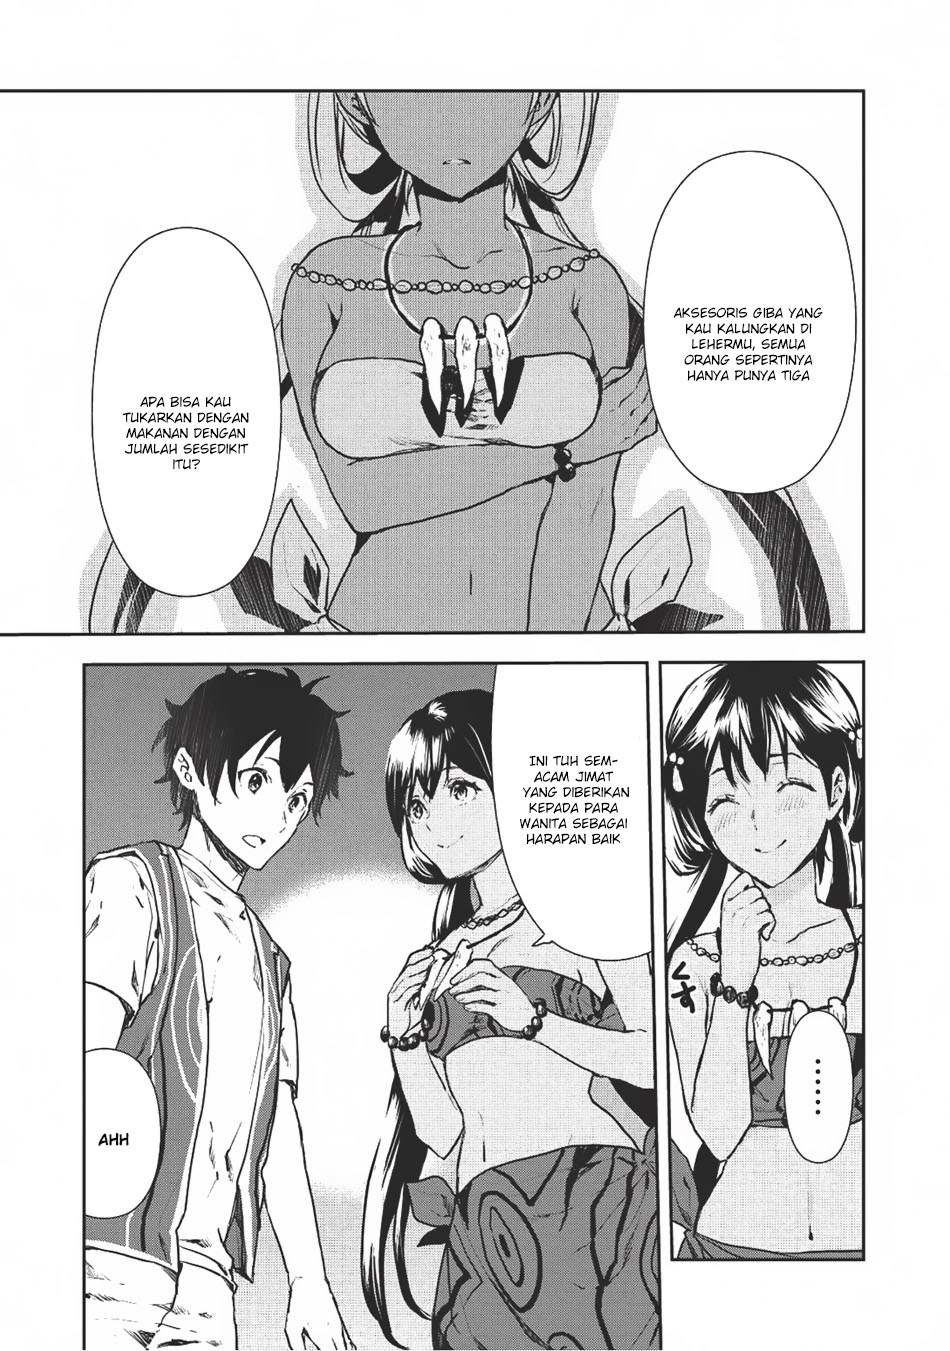 AKSESORIS GIBA YANG
KAU KALUNGKAN DI
LEHERMU, SEMUA
ORANG SEPERTINYA
HANYA PUNYA TIGA
APA BISA KAU
TUKARKAN DENGAN
MAKANAN DENGAN
JUMLAH SESEDIKIT
ITU?
くす
......
INI TUH SEM-
ACAM JIMAT
YANG DIBERIKAN
KEPADA PARA
WANITA SEBAGAI
HARAPAN BAIK
AHH